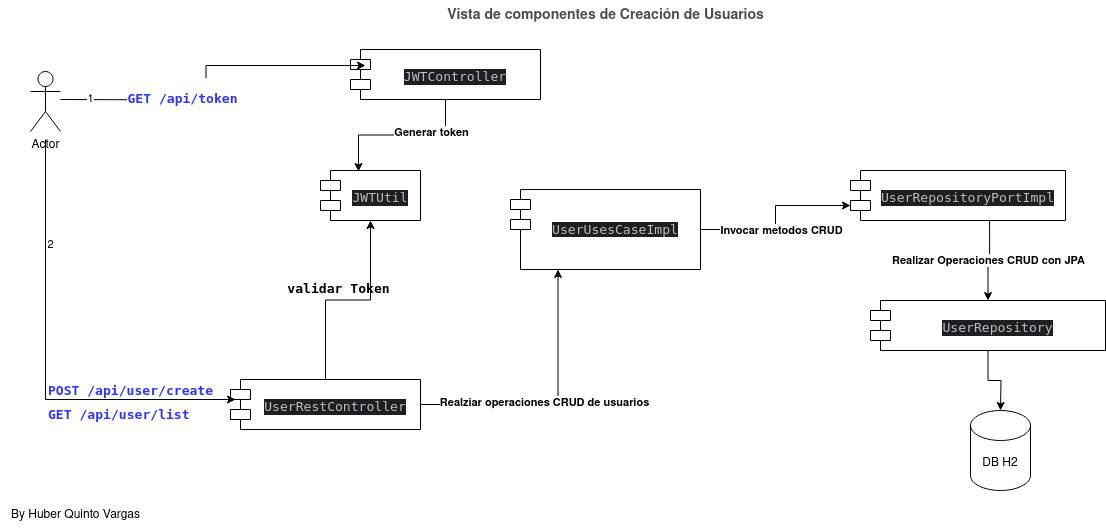 Vista de componentes de Creación de Usuarios
JWTController
1
GET /api/token
Generar token
Actor
JWTUtil
UserUsesCaseImpl
UserRepositoryPortImpl
Invocar metodos CRUD
2
Realizar Operaciones CRUD con JPA
validar Token
UserRepository
POST /api/user/create
GET /api/user/list
UserRestController
Realziar operaciones CRUD de usuarios
DB H2
By Huber Quinto Vargas